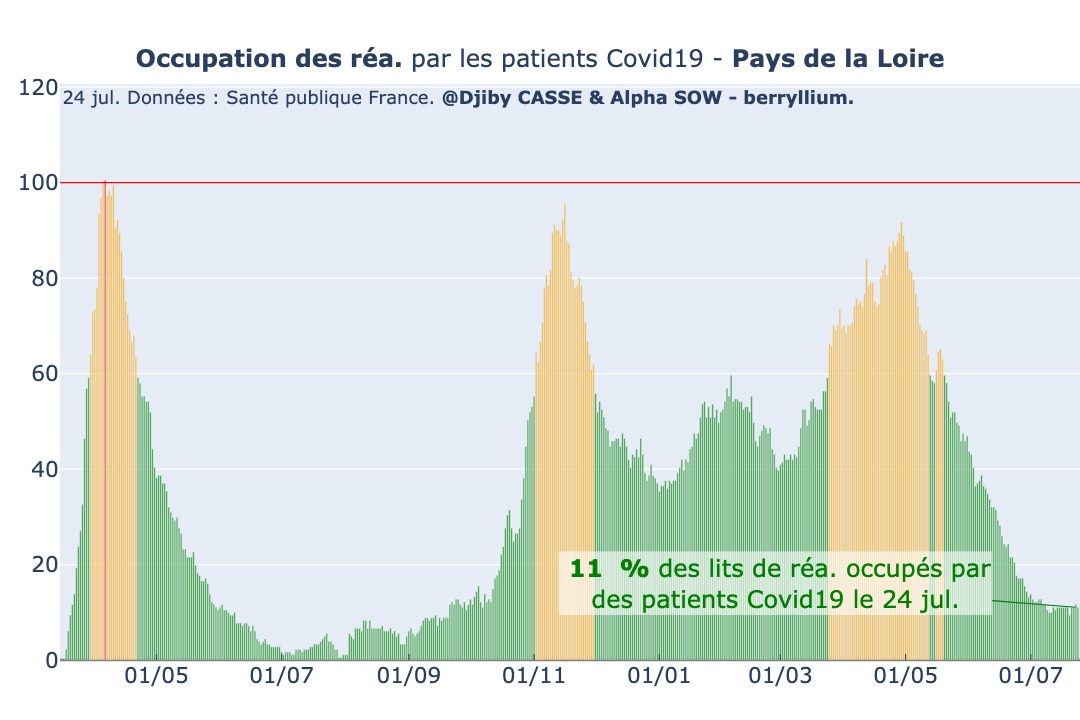 Occupation des réa. par les patients Covid19 - Pays de la Loire
120
24 jul. Données : Santé publique France. @Djiby CASSE & Alpha SOW - berryllium.
100
80
60
40
20
11 % des lits de réa. occupés par
des patients Covid19 le 24 jul.
0
01/05 01/07 01/09 01/11 01/01 01/03 01/05 01/07